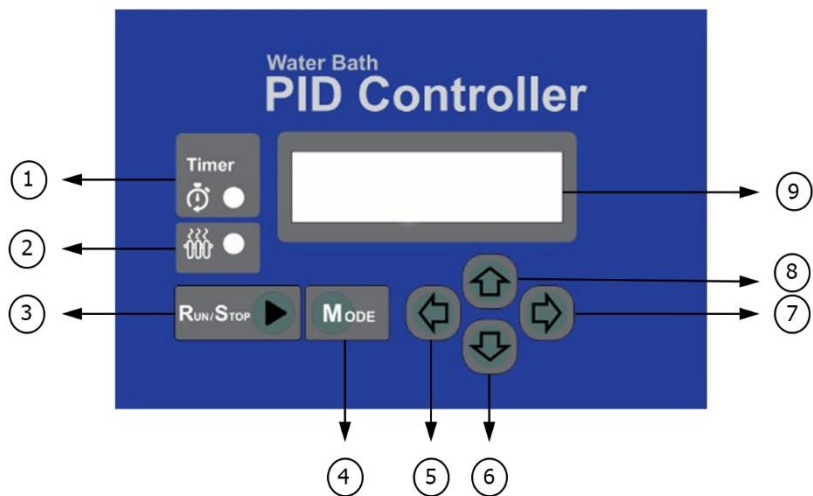 Water Bath
PID Controller
Timer
1
9
2
8
3
RUN/STOP
MODE
7
4
5
6